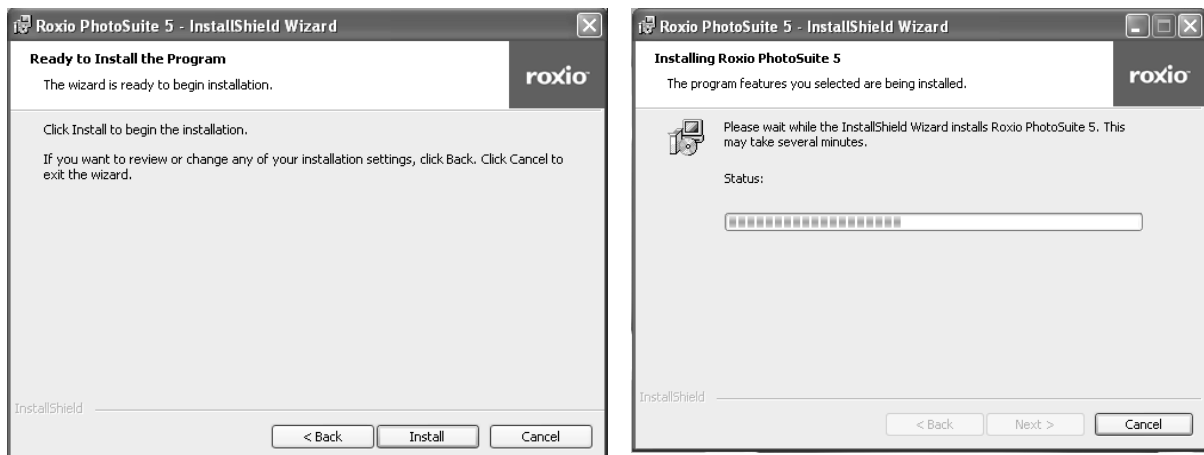 Roxio PhotoSuite 5 - InstallShield Wizard
Ready to Install the Program
The wizard is ready to begin installation.
roxio
Click Install to begin the installation.
If you want to review or change any of your installation settings, click Back. Click Cancel to
exit the wizard.
InstallShield
< Back
Install
Cancel
Roxio PhotoSuite 5 - InstallShield Wizard
Installing Roxio PhotoSuite 5
The program features you selected are being installed.
roxio
Please wait while the InstallShield Wizard installs Roxio PhotoSuite 5. This
may take several minutes.
Status:
InstallShield
< Back
Next >
Cancel